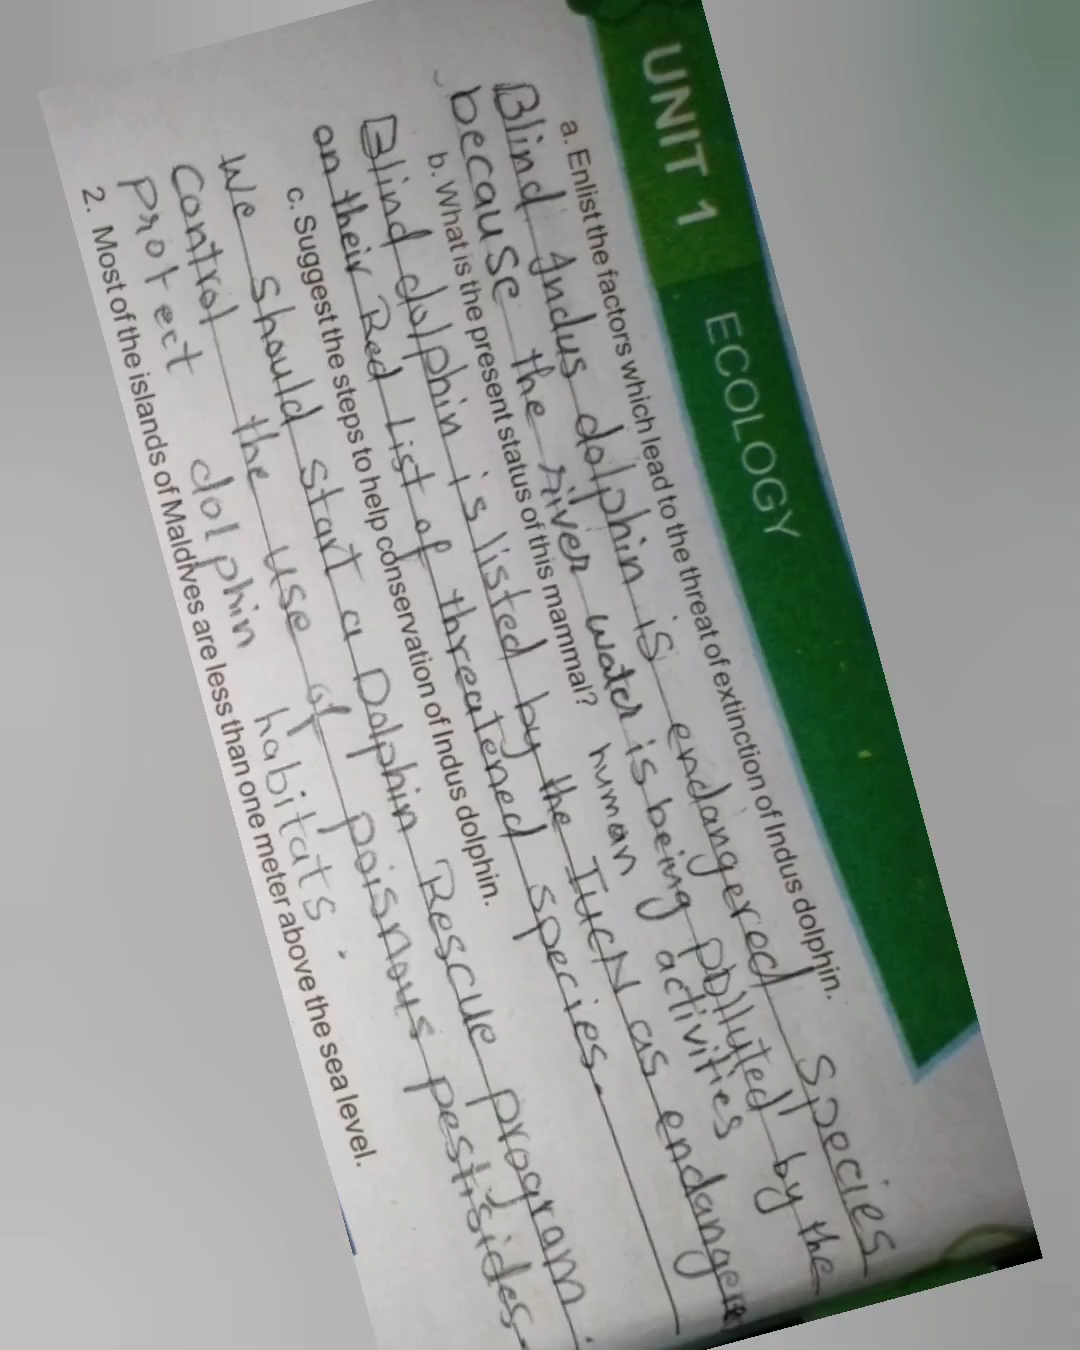 UNIT 1 ECOLOGY
a. Enlist the factors which lead to the threat of extinction of Indus dolphin.
Blind Indus dolphin is endangered species
because the river water is being polluted by the
human activities
b. What is the present status of this mammal?
Blind dolphin is listed by the IUCN as endanger
on their Red List of threatened species.
c. Suggest the steps to help conservation of Indus dolphin.
We should start a Dolphin Rescue program.
Control the use of poisnous pestisides.
Protect dolphin habitats.
2. Most of the islands of Maldives are less than one meter above the sea level.